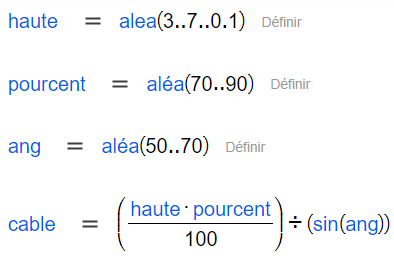 haute = alea(3..7..0.1) Définir
pourcent = aléa(70..90) Définir
ang = aléa(50..70) Définir
cable = (haute · pourcent / 100) ÷ (sin(ang))